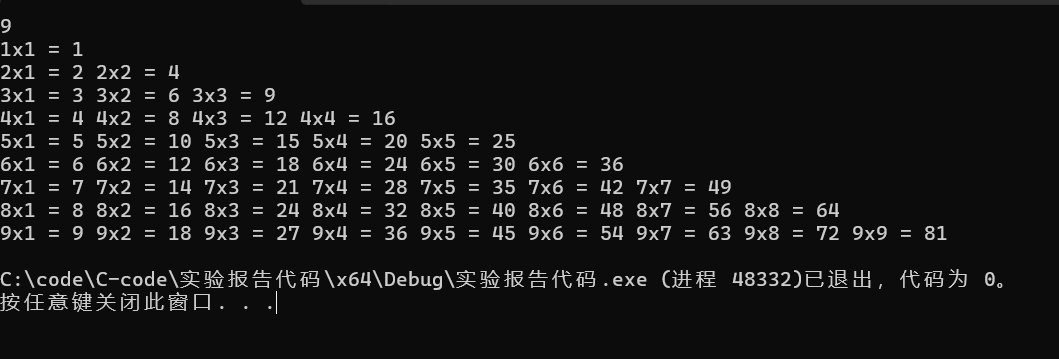 9
1x1 = 1
2x1 = 2 2x2 = 4
3x1 = 3 3x2 = 6 3x3 = 9
4x1 = 4 4x2 = 8 4x3 = 12 4x4 = 16
5x1 = 5 5x2 = 10 5x3 = 15 5x4 = 20 5x5 = 25
6x1 = 6 6x2 = 12 6x3 = 18 6x4 = 24 6x5 = 30 6x6 = 36
7x1 = 7 7x2 = 14 7x3 = 21 7x4 = 28 7x5 = 35 7x6 = 42 7x7 = 49
8x1 = 8 8x2 = 16 8x3 = 24 8x4 = 32 8x5 = 40 8x6 = 48 8x7 = 56 8x8 = 64
9x1 = 9 9x2 = 18 9x3 = 27 9x4 = 36 9x5 = 45 9x6 = 54 9x7 = 63 9x8 = 72 9x9 = 81
C:\code\C-code\实验报告代码\x64\Debug\实验报告代码.exe (进程 48332)已退出，代码为 0。
按任意键关闭此窗口. . .